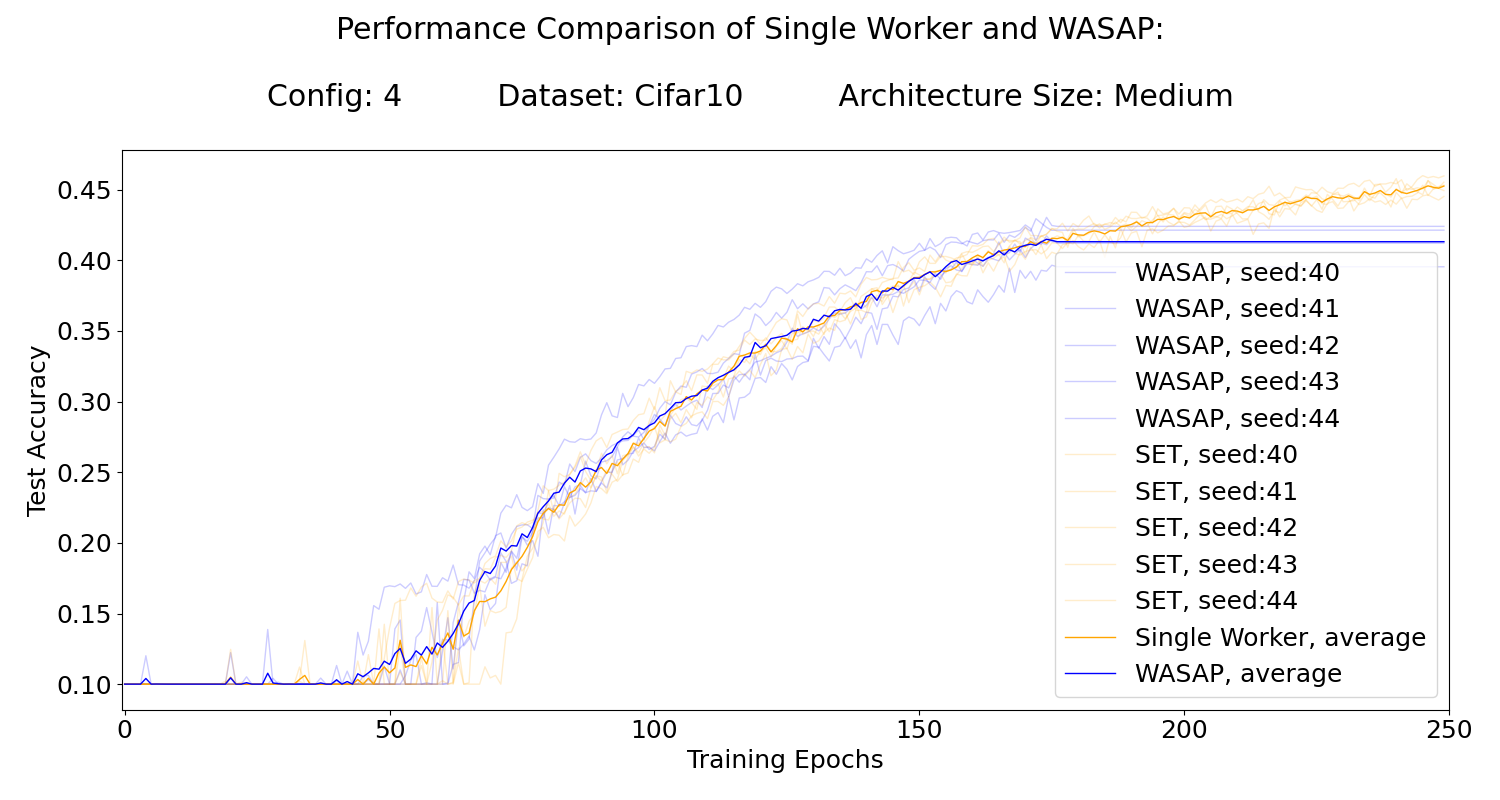 Performance Comparison of Single Worker and WASAP:
Config: 4 Dataset: Cifar10 Architecture Size: Medium
0.45
0.40
0.35
0.30
0.25
0.20
0.15
0.10
Test Accuracy
WASAP, seed:40
WASAP, seed:41
WASAP, seed:42
WASAP, seed:43
WASAP, seed:44
SET, seed:40
SET, seed:41
SET, seed:42
SET, seed:43
SET, seed:44
Single Worker, average
WASAP, average
0 50 100 150 200 250
Training Epochs